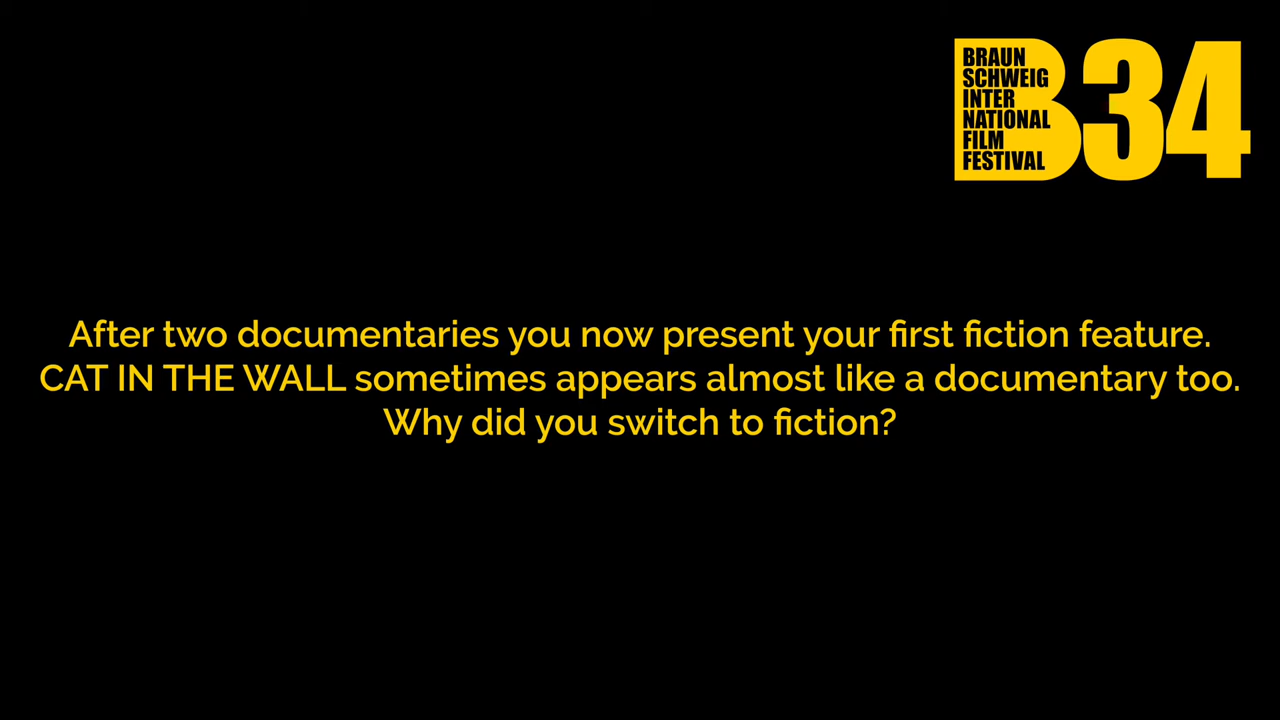 BRAUN
SCHWEIG
INTER
NATIONAL
FILM
FESTIVAL
B34
After two documentaries you now present your first fiction feature.
CAT IN THE WALL sometimes appears almost like a documentary too.
Why did you switch to fiction?